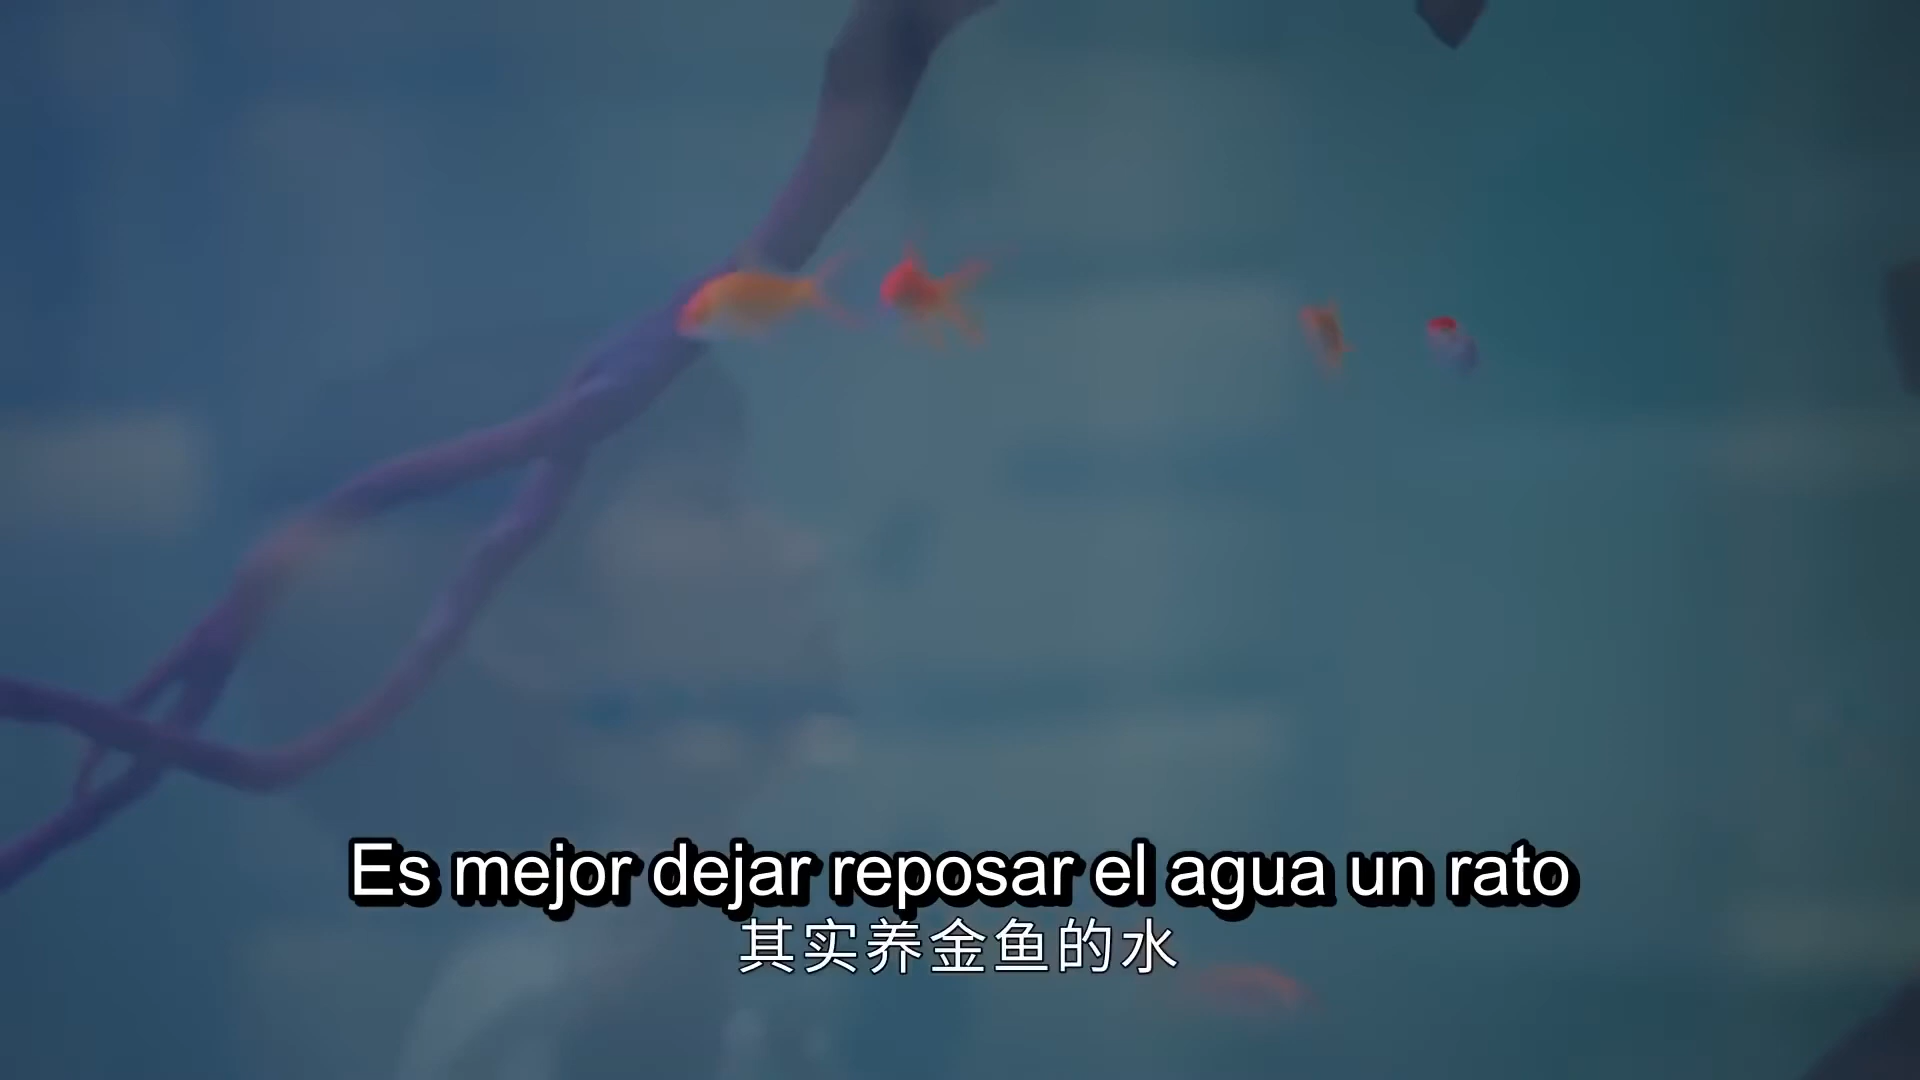 Es mejor dejar reposar el agua un rato
其实养金鱼的水